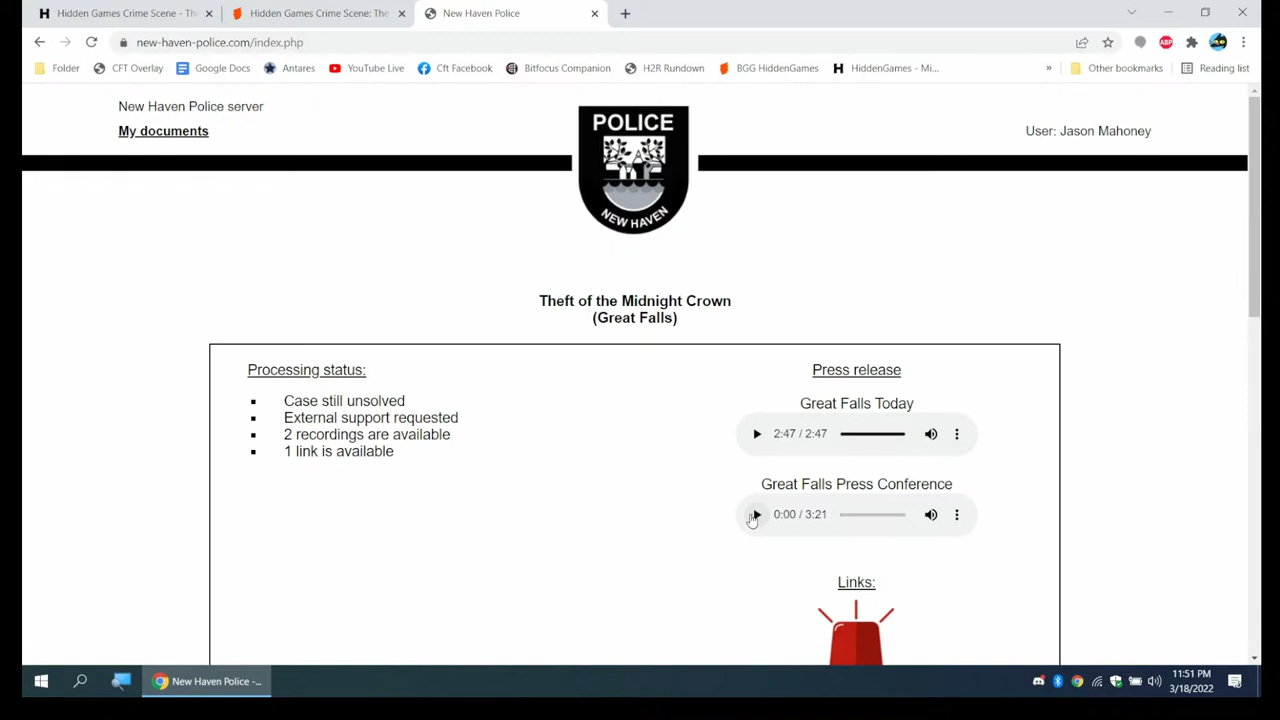 Hidden Games Crime Scene - The
Hidden Games Crime Scene: The
New Haven Police
new-haven-police.com/index.php
ABP
Folder
CFT Overlay
Google Docs
Antares
YouTube Live
Cft Facebook
Bitfocus Companion
H2R Rundown
BGG HiddenGames
HiddenGames - Mi...
»
Other bookmarks
Reading list
New Haven Police server
My documents
POLICE
NEW HAVEN
User: Jason Mahoney
Theft of the Midnight Crown
(Great Falls)
Processing status:
Case still unsolved
External support requested
2 recordings are available
1 link is available
Press release
Great Falls Today
2:47 / 2:47
Great Falls Press Conference
0:00 / 3:21
Links:
New Haven Police -...
11:51 PM
3/18/2022